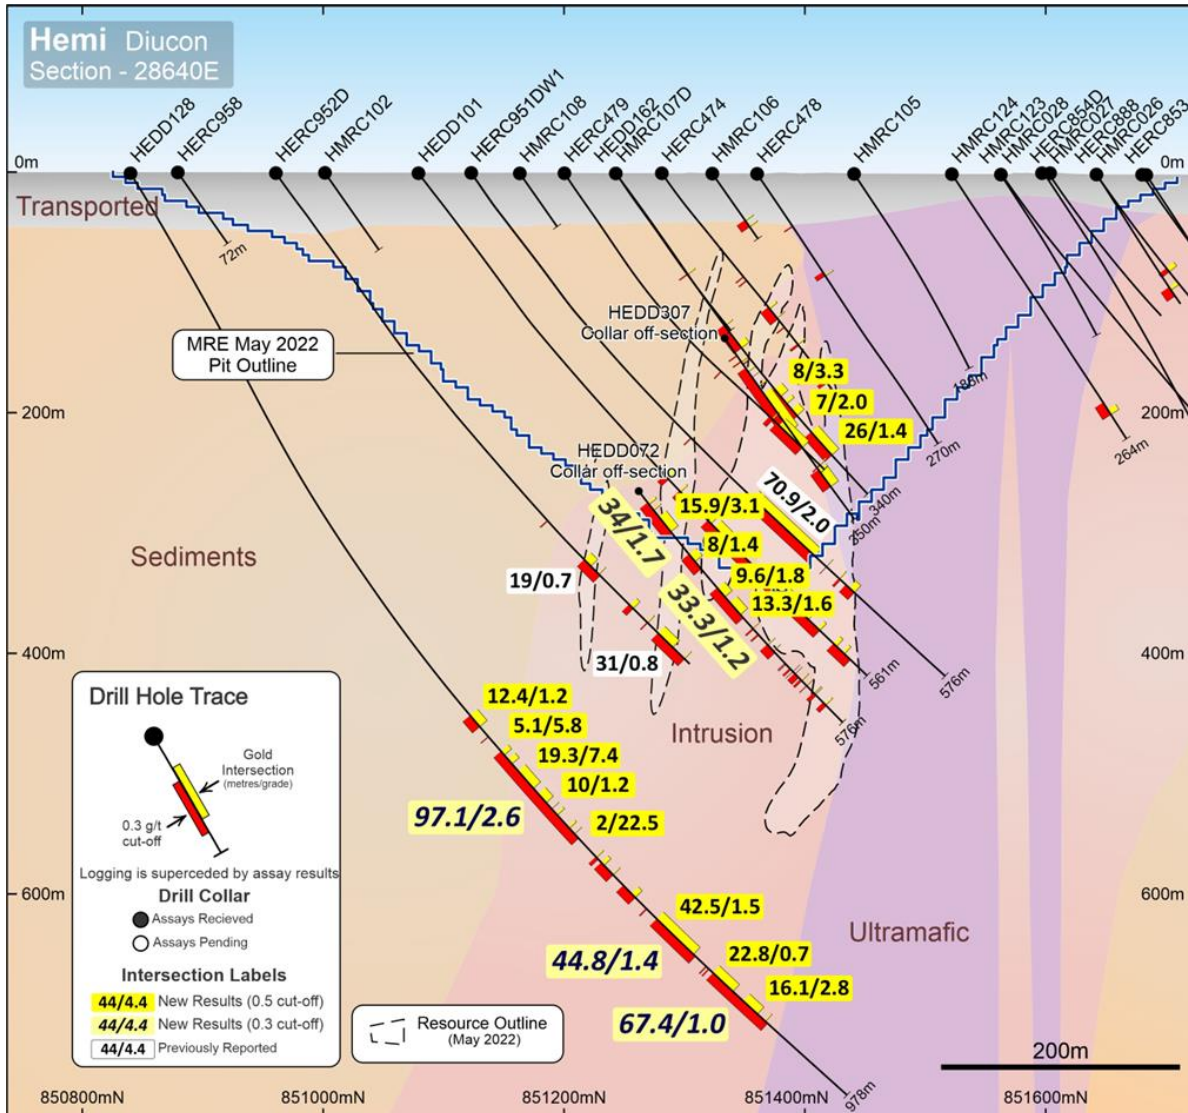 Hemi Diucon
Section - 28640E
HEDD128
HERC958
HERC952D
HMRC102
HEDD101
HERC951DW1
HMRC108
HERC479
HEDD162
HMRC107D
HERC474
HMRC106
HERC478
HMRC105
HMRC124
HMRC123
HMRC028
HERC854D
HMRC027
HERC888
HMRC026
HERC853
0m
0m
Transported
72m
HEDD307
Collar off-section
MRE May 2022
Pit Outline
8/3.3
7/2.0
26/1.4
200m
200m
270m
264m
HEDD072
Collar off-section
70.9/2.0
340m
350m
15.9/3.1
34/1.7
8/1.4
Sediments
19/0.7
9.6/1.8
13.3/1.6
33.3/1.2
400m
400m
31/0.8
561m
576m
576m
Intrusion
12.4/1.2
5.1/5.8
19.3/7.4
10/1.2
97.1/2.6
2/22.5
600m
600m
42.5/1.5
Ultramafic
44.8/1.4
22.8/0.7
16.1/2.8
67.4/1.0
978m
Drill Hole Trace
Gold
Intersection
(metres/grade)
0.3 g/t
cut-off
Logging is superceded by assay results
Drill Collar
Assays Recieved
Assays Pending
Intersection Labels
44/4.4 New Results (0.5 cut-off)
44/4.4 New Results (0.3 cut-off)
44/4.4 Previously Reported
Resource Outline
(May 2022)
200m
850800mN
851000mN
851200mN
851400mN
851600mN